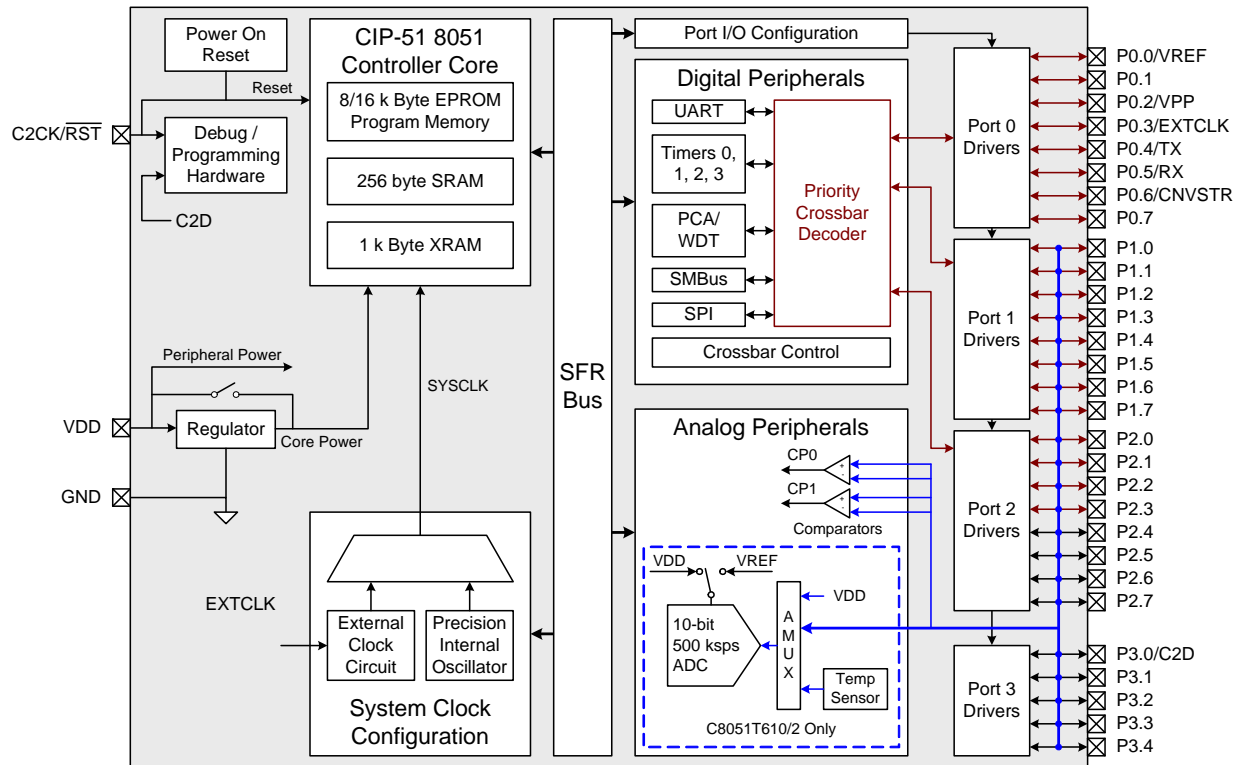 Power On
Reset
Reset
C2CK/RST
Debug /
Programming
Hardware
C2D
CIP-51 8051
Controller Core
8/16 k Byte EPROM
Program Memory
256 byte SRAM
1 k Byte XRAM
Peripheral Power
VDD
Regulator
Core Power
GND
SYSCLK
EXTCLK
External
Clock
Circuit
Precision
Internal
Oscillator
System Clock
Configuration
SFR
Bus
Port I/O Configuration
Digital Peripherals
UART
Timers 0,
1, 2, 3
PCA/
WDT
SMBus
SPI
Priority
Crossbar
Decoder
Crossbar Control
Analog Peripherals
CP0
+
-
CP1
+
-
Comparators
VDD
VREF
10-bit
500 ksps
ADC
A
M
U
X
VDD
Temp
Sensor
C8051T610/2 Only
Port 0
Drivers
Port 1
Drivers
Port 2
Drivers
Port 3
Drivers
P0.0/VREF
P0.1
P0.2/VPP
P0.3/EXTCLK
P0.4/TX
P0.5/RX
P0.6/CNVSTR
P0.7
P1.0
P1.1
P1.2
P1.3
P1.4
P1.5
P1.6
P1.7
P2.0
P2.1
P2.2
P2.3
P2.4
P2.5
P2.6
P2.7
P3.0/C2D
P3.1
P3.2
P3.3
P3.4